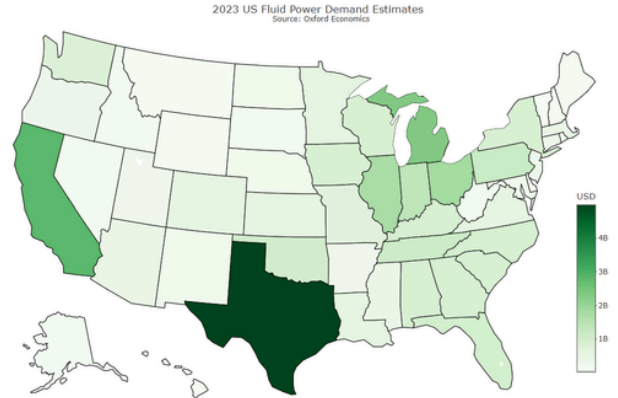 2023 US Fluid Power Demand Estimates
Source: Oxford Economics
USD
4B
3B
2B
1B